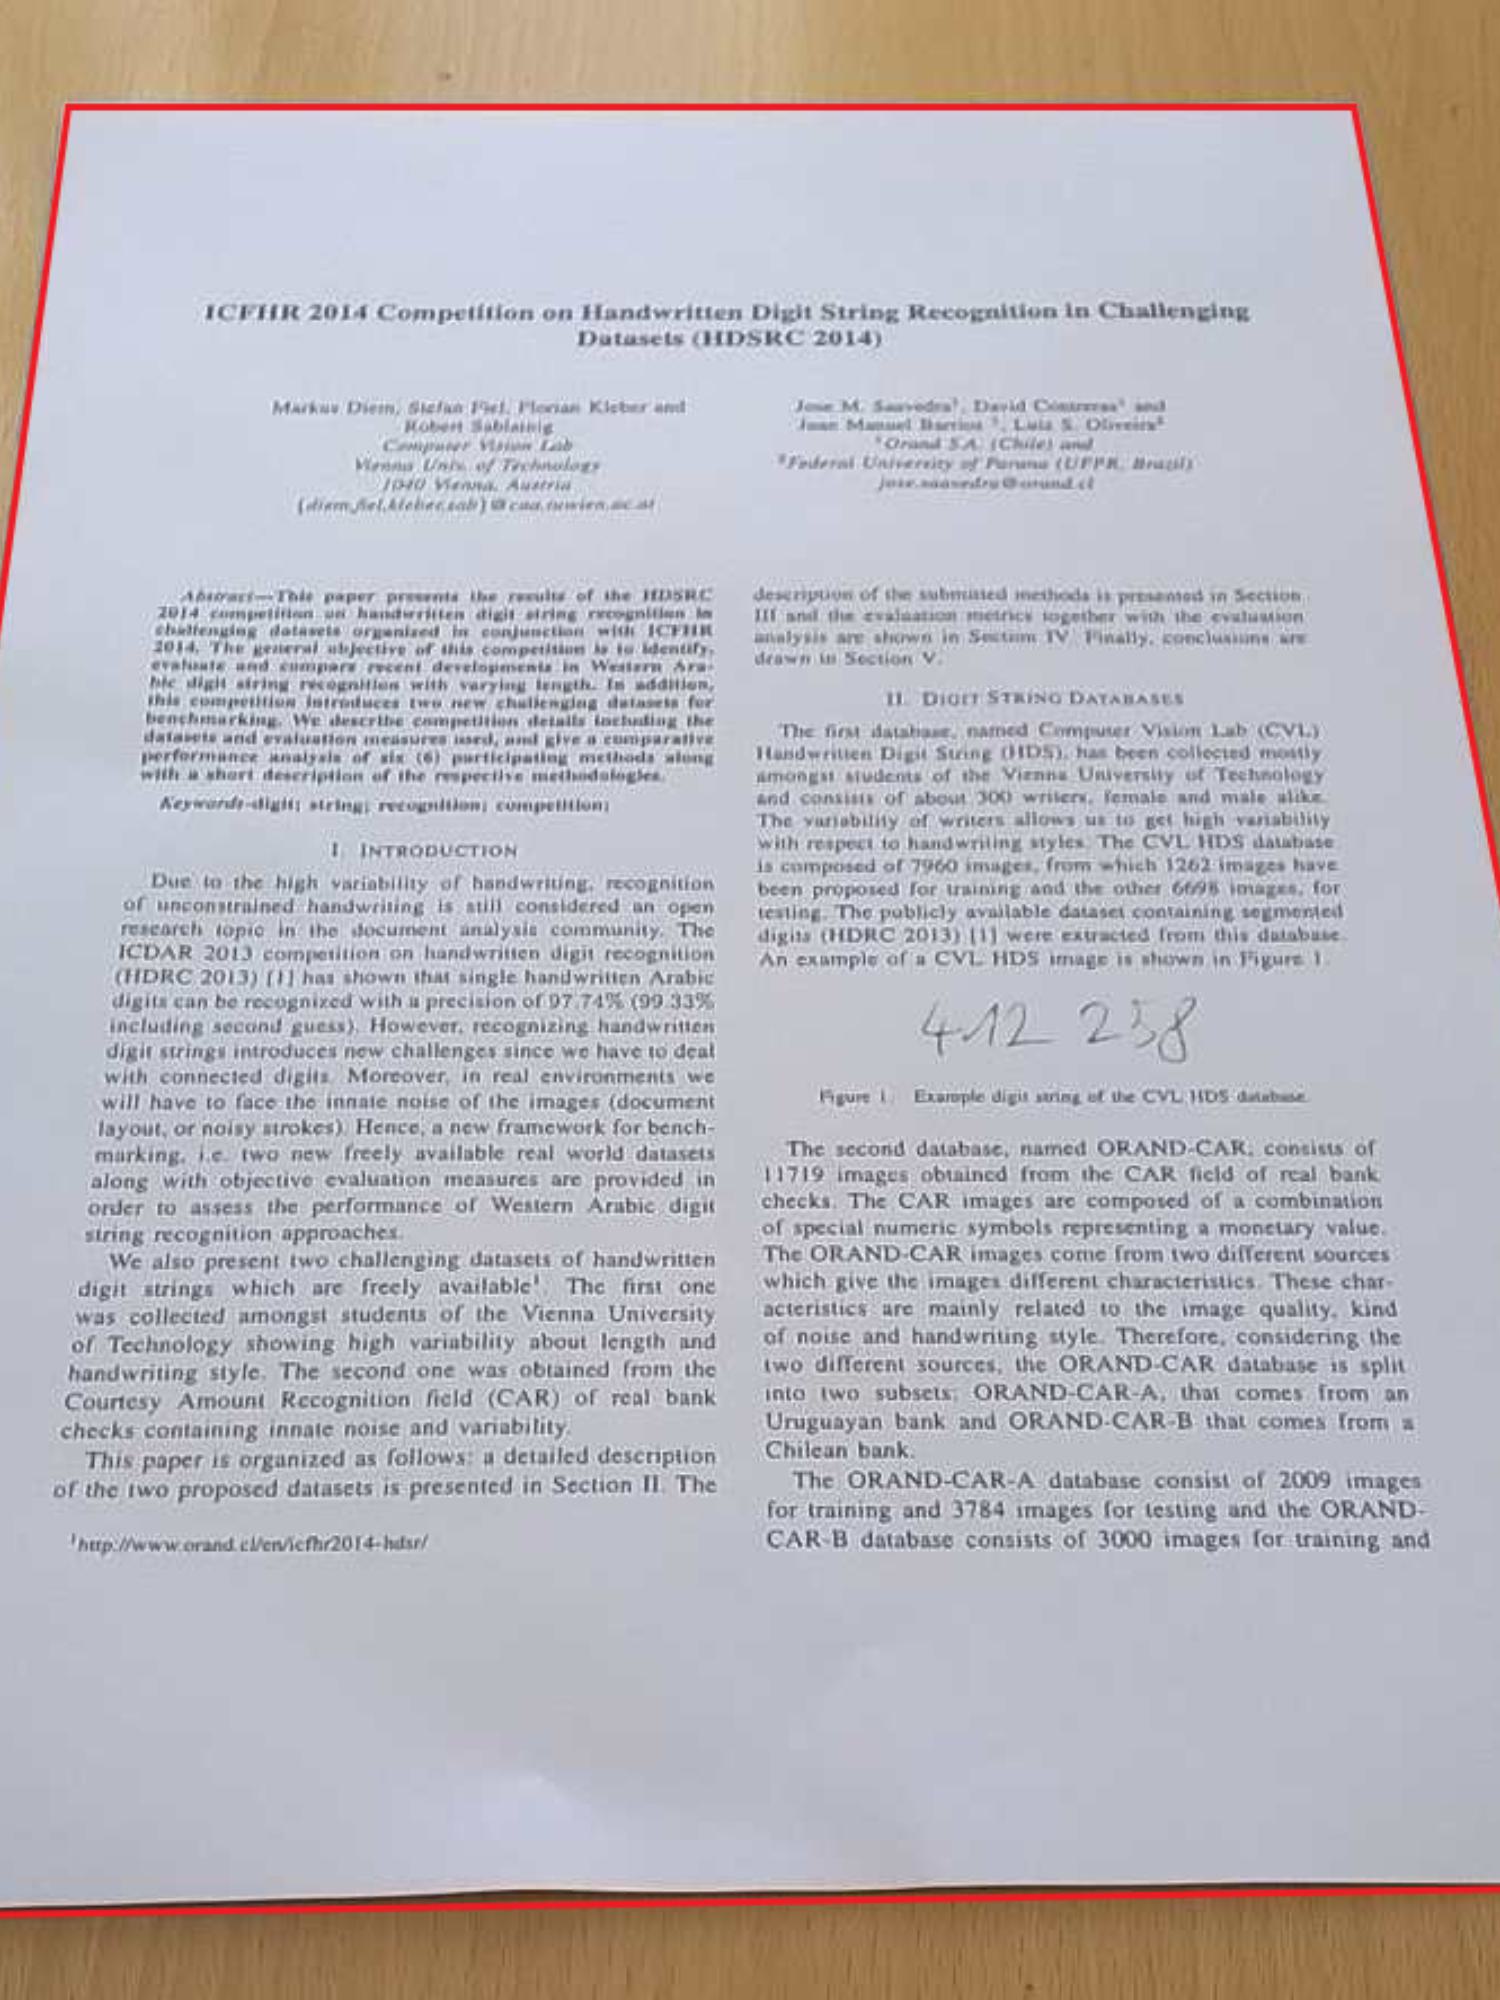 ICFHR 2014 Competition on Handwritten Digit String Recognition in Challenging
Datasets (HDSRC 2014)
Markus Diem, Stefan Fiel, Florian Kleber and
Robert Sablatnig
Computer Vision Lab
Vienna Univ. of Technology
1040 Vienna, Austria
{diem,fiel,kleber,sab}@caa.tuwien.ac.at
Jose M. Saavedra¹, David Contreras¹ and
Juan Manuel Barrios ¹, Luiz S. Oliveira²
¹Orand S.A. (Chile) and
²Federal University of Parana (UFPR, Brazil)
jose.saavedra@orand.cl
Abstract—This paper presents the results of the HDSRC
2014 competition on handwritten digit string recognition in
challenging datasets organized in conjunction with ICFHR
2014. The general objective of this competition is to identify,
evaluate and compare recent developments in Western Ara-
bic digit string recognition with varying length. In addition,
this competition introduces two new challenging datasets for
benchmarking. We describe competition details including the
datasets and evaluation measures used, and give a comparative
performance analysis of six (6) participating methods along
with a short description of the respective methodologies.
Keywords-digit; string; recognition; competition;
I. INTRODUCTION
Due to the high variability of handwriting, recognition
of unconstrained handwriting is still considered an open
research topic in the document analysis community. The
ICDAR 2013 competition on handwritten digit recognition
(HDRC 2013) [1] has shown that single handwritten Arabic
digits can be recognized with a precision of 97.74% (99.33%
including second guess). However, recognizing handwritten
digit strings introduces new challenges since we have to deal
with connected digits. Moreover, in real environments we
will have to face the innate noise of the images (document
layout, or noisy strokes). Hence, a new framework for bench-
marking, i.e. two new freely available real world datasets
along with objective evaluation measures are provided in
order to assess the performance of Western Arabic digit
string recognition approaches.
We also present two challenging datasets of handwritten
digit strings which are freely available¹. The first one
was collected amongst students of the Vienna University
of Technology showing high variability about length and
handwriting style. The second one was obtained from the
Courtesy Amount Recognition field (CAR) of real bank
checks containing innate noise and variability.
This paper is organized as follows: a detailed description
of the two proposed datasets is presented in Section II. The
¹http://www.orand.cl/en/icfhr2014-hdsr/
description of the submitted methods is presented in Section
III and the evaluation metrics together with the evaluation
analysis are shown in Section IV. Finally, conclusions are
drawn in Section V.
II. DIGIT STRING DATABASES
The first database, named Computer Vision Lab (CVL)
Handwritten Digit String (HDS), has been collected mostly
amongst students of the Vienna University of Technology
and consists of about 300 writers, female and male alike.
The variability of writers allows us to get high variability
with respect to handwriting styles. The CVL HDS database
is composed of 7960 images, from which 1262 images have
been proposed for training and the other 6698 images, for
testing. The publicly available dataset containing segmented
digits (HDRC 2013) [1] were extracted from this database.
An example of a CVL HDS image is shown in Figure 1.
412 258
Figure 1. Example digit string of the CVL HDS database.
The second database, named ORAND-CAR, consists of
11719 images obtained from the CAR field of real bank
checks. The CAR images are composed of a combination
of special numeric symbols representing a monetary value.
The ORAND-CAR images come from two different sources
which give the images different characteristics. These char-
acteristics are mainly related to the image quality, kind
of noise and handwriting style. Therefore, considering the
two different sources, the ORAND-CAR database is split
into two subsets; ORAND-CAR-A, that comes from an
Uruguayan bank and ORAND-CAR-B that comes from a
Chilean bank.
The ORAND-CAR-A database consist of 2009 images
for training and 3784 images for testing and the ORAND-
CAR-B database consists of 3000 images for training and